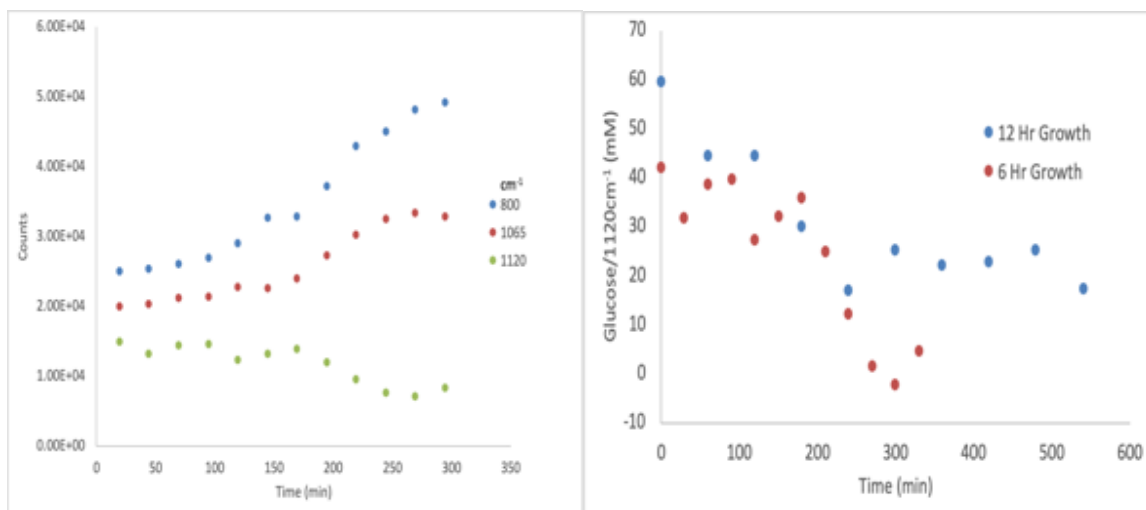 6.00E+04
5.00E+04
4.00E+04
3.00E+04
2.00E+04
1.00E+04
0.00E+00
Counts
0 50 100 150 200 250 300 350
Time (min)
cm⁻¹
800
1065
1120
70
60
50
40
30
20
10
0
-10
Glucose/1120cm⁻¹ (mM)
0 100 200 300 400 500 600
Time (min)
12 Hr Growth
6 Hr Growth